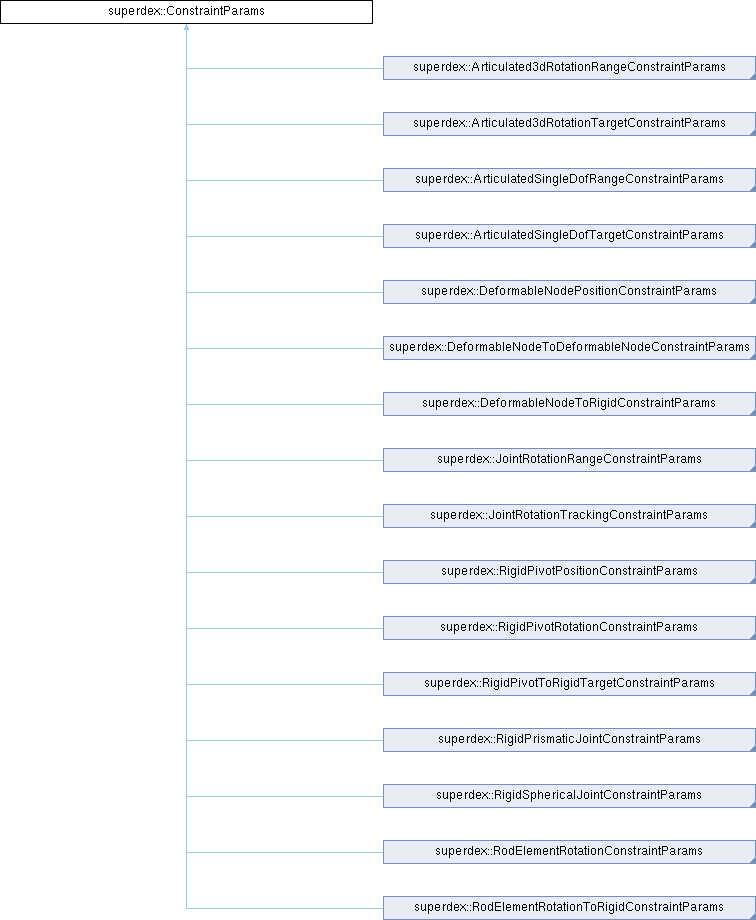 superdex::ConstraintParams
superdex::Articulated3dRotationRangeConstraintParams
superdex::Articulated3dRotationTargetConstraintParams
superdex::ArticulatedSingleDofRangeConstraintParams
superdex::ArticulatedSingleDofTargetConstraintParams
superdex::DeformableNodePositionConstraintParams
superdex::DeformableNodeToDeformableNodeConstraintParams
superdex::DeformableNodeToRigidConstraintParams
superdex::JointRotationRangeConstraintParams
superdex::JointRotationTrackingConstraintParams
superdex::RigidPivotPositionConstraintParams
superdex::RigidPivotRotationConstraintParams
superdex::RigidPivotToRigidTargetConstraintParams
superdex::RigidPrismaticJointConstraintParams
superdex::RigidSphericalJointConstraintParams
superdex::RodElementRotationConstraintParams
superdex::RodElementRotationToRigidConstraintParams